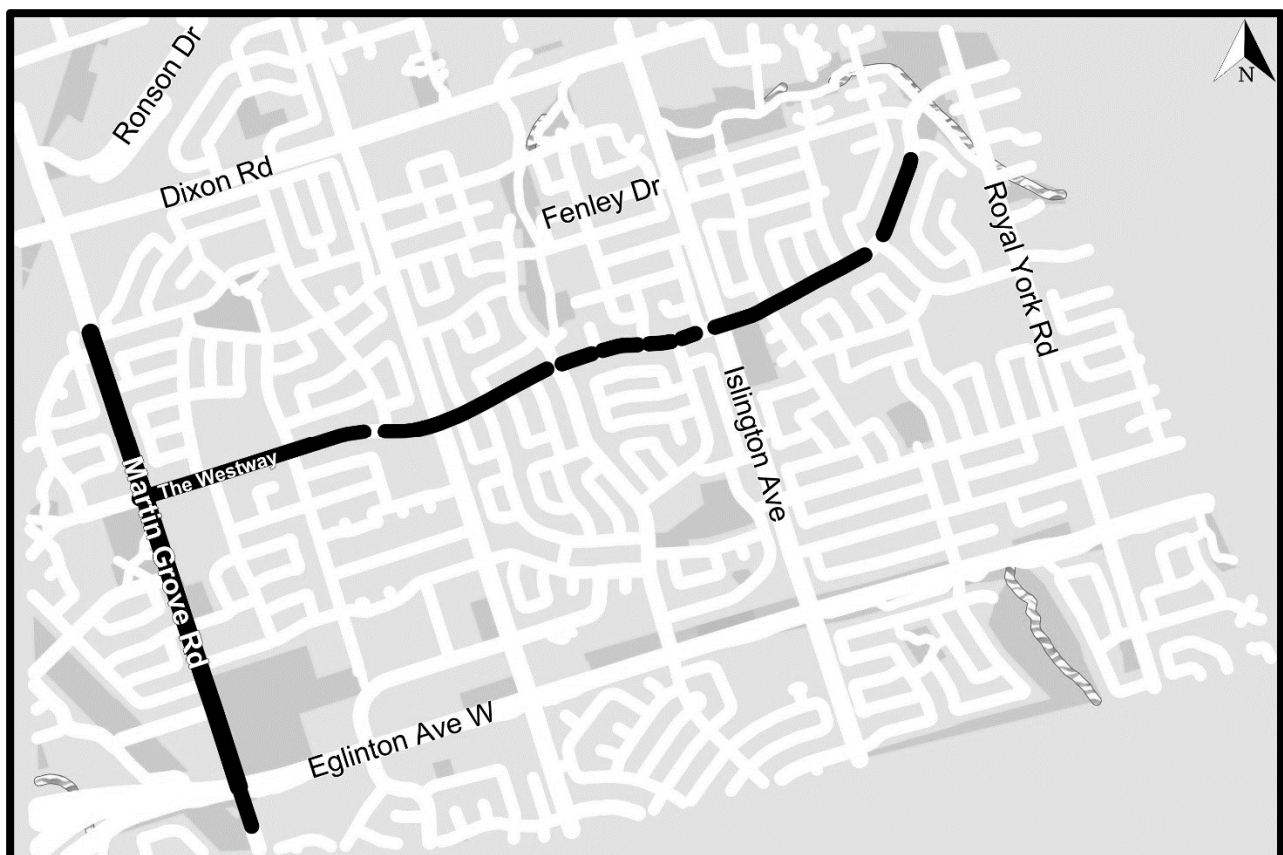 Ronson Dr
N
Dixon Rd
Fenley Dr
Royal York Rd
Islington Ave
The Westway
Martin Grove Rd
Eglinton Ave W